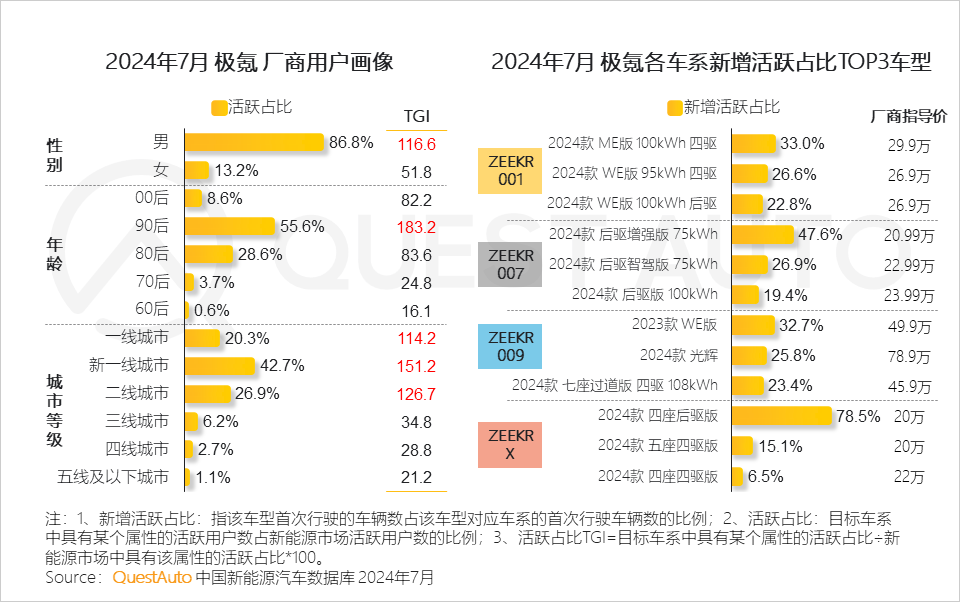 2024年7月 极氪 厂商用户画像
活跃占比
TGI
性别
男 86.8% 116.6
女 13.2% 51.8
年龄
00后 8.6% 82.2
90后 55.6% 183.2
80后 28.6% 83.6
70后 3.7% 24.8
60后 0.6% 16.1
城市等级
一线城市 20.3% 114.2
新一线城市 42.7% 151.2
二线城市 26.9% 126.7
三线城市 6.2% 34.8
四线城市 2.7% 28.8
五线及以下城市 1.1% 21.2
2024年7月 极氪各车系新增活跃占比TOP3车型
新增活跃占比
厂商指导价
ZEEKR 001
2024款 ME版 100kWh 四驱 33.0% 29.9万
2024款 WE版 95kWh 四驱 26.6% 26.9万
2024款 WE版 100kWh 后驱 22.8% 26.9万
ZEEKR 007
2024款 后驱增强版 75kWh 47.6% 20.99万
2024款 后驱智驾版 75kWh 26.9% 22.99万
2024款 后驱版 100kWh 19.4% 23.99万
ZEEKR 009
2023款 WE版 32.7% 49.9万
2024款 光辉 25.8% 78.9万
2024款 七座过道版 四驱 108kWh 23.4% 45.9万
ZEEKR X
2024款 四座后驱版 78.5% 20万
2024款 五座四驱版 15.1% 20万
2024款 四座四驱版 6.5% 22万
QUEST AUTO
注：1、新增活跃占比：指该车型首次行驶的车辆数占该车型对应车系的首次行驶车辆数的比例；2、活跃占比：目标车系
中具有某个属性的活跃用户数占新能源市场活跃用户数的比例；3、活跃占比TGI=目标车系中具有某个属性的活跃占比÷新
能源市场中具有该属性的活跃占比*100。
Source：QuestAuto 中国新能源汽车数据库 2024年7月